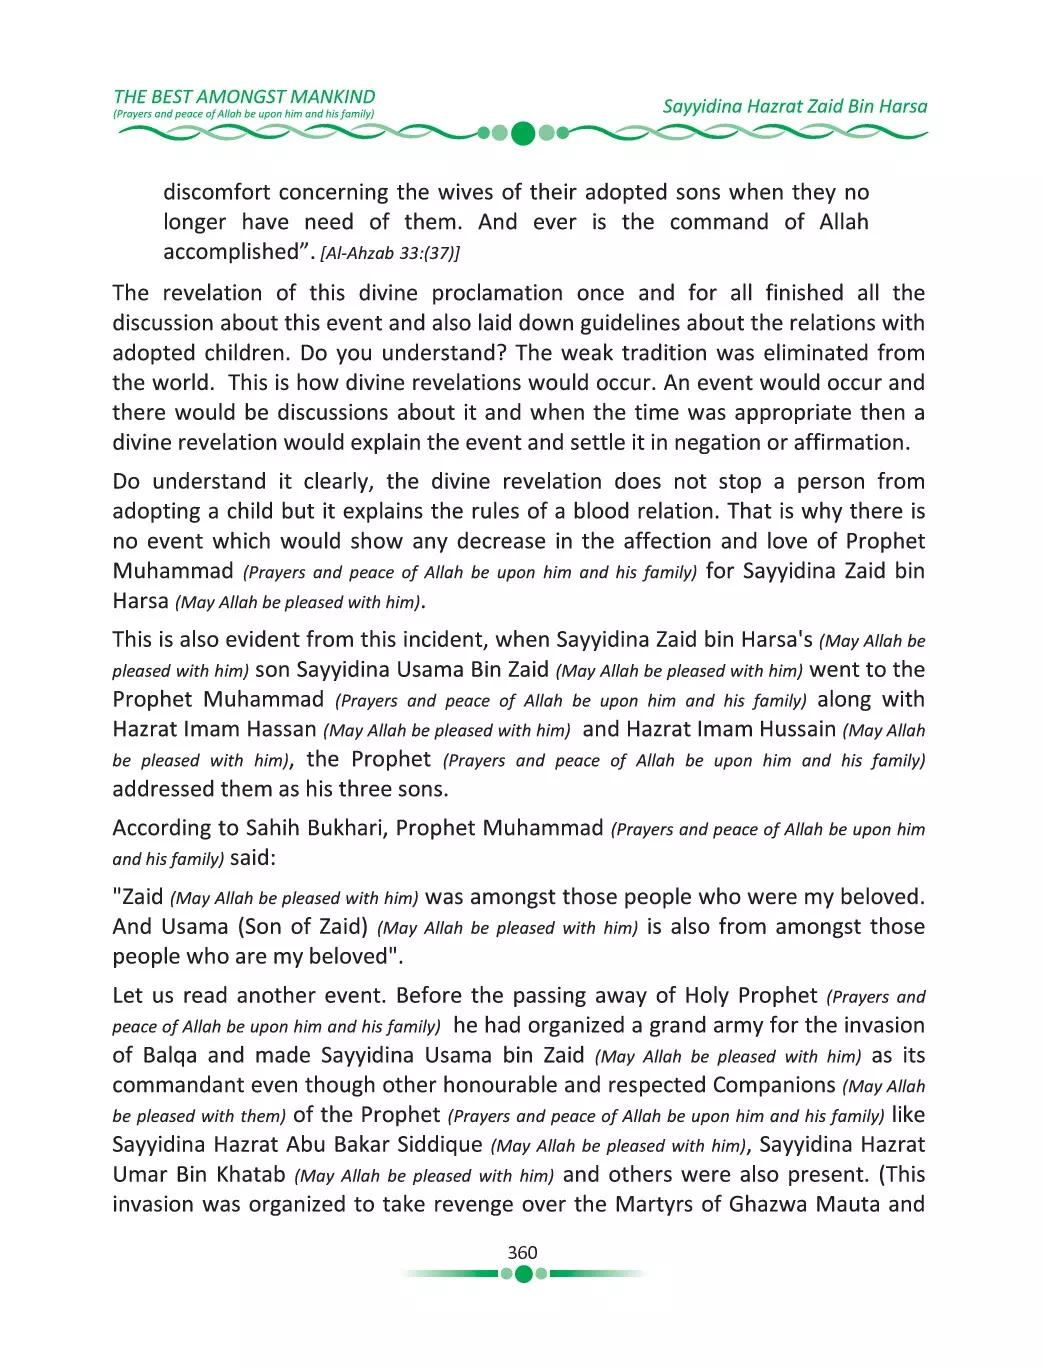 THE BEST AMONGST MANKIND
(Prayers and peace of Allah be upon him and his family)
Sayyidina Hazrat Zaid Bin Harsa
discomfort concerning the wives of their adopted sons when they no
longer have need of them. And ever is the command of Allah
accomplished”. [Al-Ahzab 33:(37)]
The revelation of this divine proclamation once and for all finished all the
discussion about this event and also laid down guidelines about the relations with
adopted children. Do you understand? The weak tradition was eliminated from
the world.  This is how divine revelations would occur. An event would occur and
there would be discussions about it and when the time was appropriate then a
divine revelation would explain the event and settle it in negation or affirmation.
Do understand it clearly, the divine revelation does not stop a person from
adopting a child but it explains the rules of a blood relation. That is why there is
no event which would show any decrease in the affection and love of Prophet
Muhammad (Prayers and peace of Allah be upon him and his family) for Sayyidina Zaid bin
Harsa (May Allah be pleased with him).
This is also evident from this incident, when Sayyidina Zaid bin Harsa's (May Allah be
pleased with him) son Sayyidina Usama Bin Zaid (May Allah be pleased with him) went to the
Prophet Muhammad (Prayers and peace of Allah be upon him and his family) along with
Hazrat Imam Hassan (May Allah be pleased with him)  and Hazrat Imam Hussain (May Allah
be pleased with him), the Prophet (Prayers and peace of Allah be upon him and his family)
addressed them as his three sons.
According to Sahih Bukhari, Prophet Muhammad (Prayers and peace of Allah be upon him
and his family) said:
"Zaid (May Allah be pleased with him) was amongst those people who were my beloved.
And Usama (Son of Zaid) (May Allah be pleased with him) is also from amongst those
people who are my beloved".
Let us read another event. Before the passing away of Holy Prophet (Prayers and
peace of Allah be upon him and his family)  he had organized a grand army for the invasion
of Balqa and made Sayyidina Usama bin Zaid (May Allah be pleased with him) as its
commandant even though other honourable and respected Companions (May Allah
be pleased with them) of the Prophet (Prayers and peace of Allah be upon him and his family) like
Sayyidina Hazrat Abu Bakar Siddique (May Allah be pleased with him), Sayyidina Hazrat
Umar Bin Khatab (May Allah be pleased with him) and others were also present. (This
invasion was organized to take revenge over the Martyrs of Ghazwa Mauta and
360